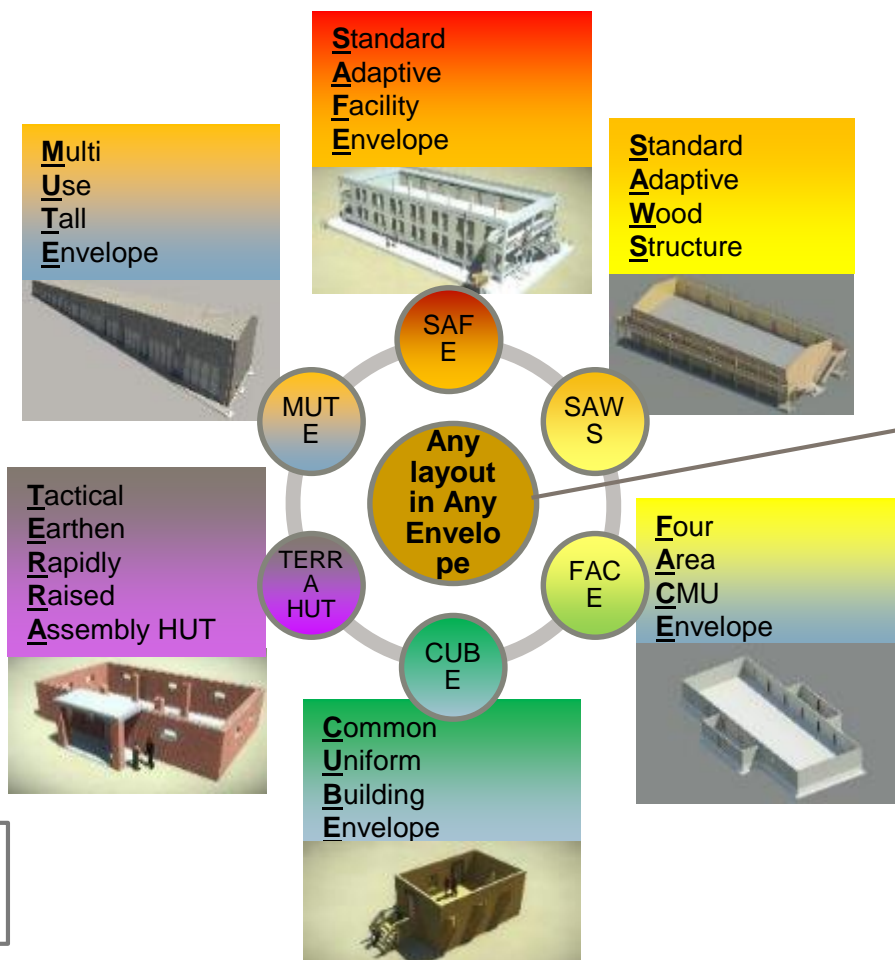 Standard
Adaptive
Facility
Envelope
Multi
Use
Tall
Envelope
Standard
Adaptive
Wood
Structure
SAF
E
MUT
E
SAW
S
Any
layout
in Any
Envelo
pe
Tactical
Earthen
Rapidly
Raised
Assembly HUT
Four
Area
CMU
Envelope
TERR
A
HUT
FAC
E
CUB
E
Common
Uniform
Building
Envelope